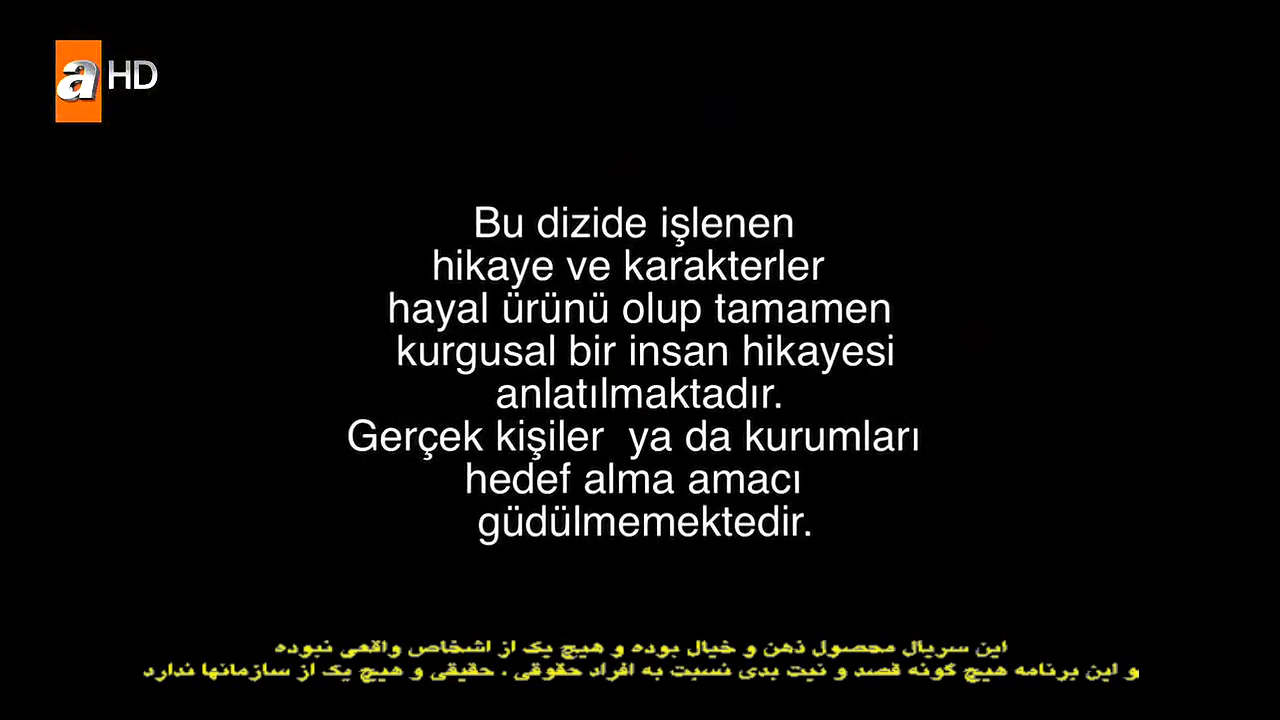 a HD
Bu dizide işlenen
hikaye ve karakterler
hayal ürünü olup tamamen
kurgusal bir insan hikayesi
anlatılmaktadır.
Gerçek kişiler ya da kurumları
hedef alma amacı
güdülmemektedir.
این سریال محصول ذهن و خیال بوده و هیچ یک از اشخاص واقعی نبوده
و این برنامه هیچ گونه قصد و نیت بدی نسبت به افراد حقوقی . حقیقی و هیچ یک از سازمانها ندارد